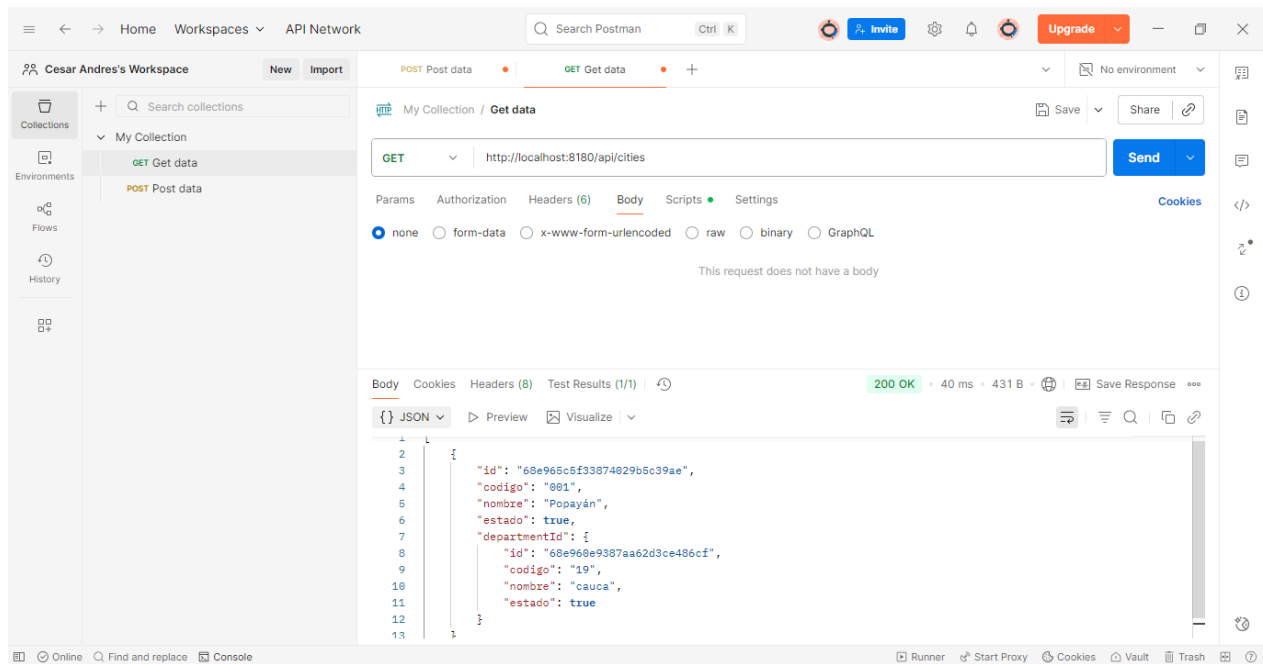 Home Workspaces API Network Search Postman Ctrl K Invite Upgrade
Cesar Andres's Workspace New Import POST Post data GET Get data No environment
Collections
Environments
Flows
History
Search collections
My Collection
GET Get data
POST Post data
HTTP My Collection / Get data Save Share
GET http://localhost:8180/api/cities Send
Params Authorization Headers (6) Body Scripts Settings Cookies
none form-data x-www-form-urlencoded raw binary GraphQL
This request does not have a body
Body Cookies Headers (8) Test Results (1/1) 200 OK 40 ms 431 B e.g. Save Response
{} JSON Preview Visualize
1 [
2 {
3 "id": "68e965c5f33874029b5c39ae",
4 "codigo": "001",
5 "nombre": "Popayán",
6 "estado": true,
7 "departmentId": {
8 "id": "68e960e9387aa62d3ce486cf",
9 "codigo": "19",
10 "nombre": "cauca",
11 "estado": true
12 }
13 }
Online Find and replace Console Runner Start Proxy Cookies Vault Trash